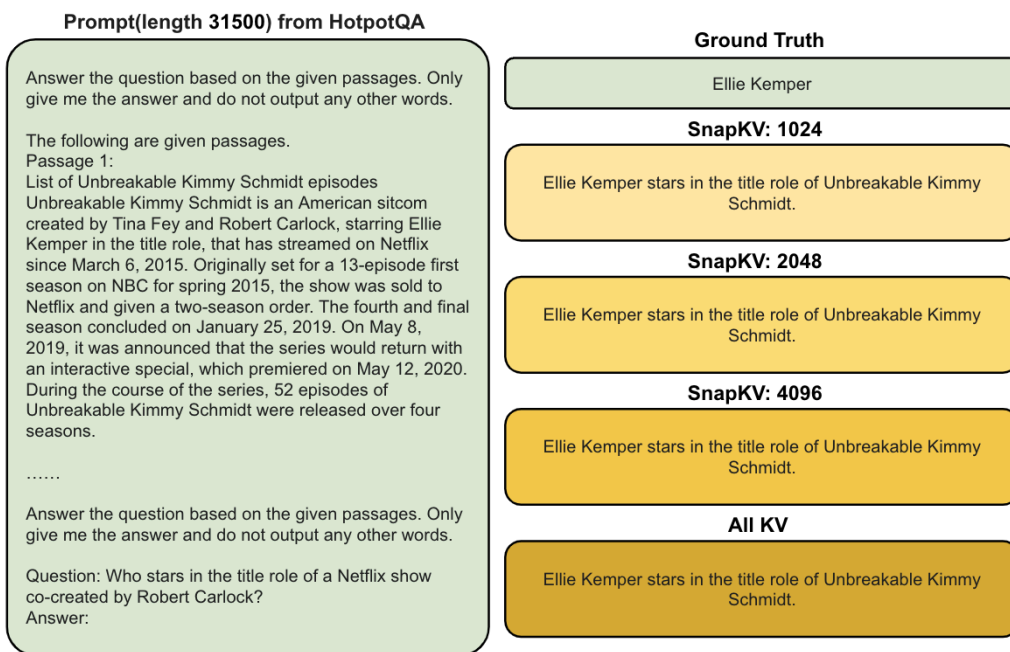 Prompt(length 31500) from HotpotQA
Answer the question based on the given passages. Only
give me the answer and do not output any other words.
The following are given passages.
Passage 1:
List of Unbreakable Kimmy Schmidt episodes
Unbreakable Kimmy Schmidt is an American sitcom
created by Tina Fey and Robert Carlock, starring Ellie
Kemper in the title role, that has streamed on Netflix
since March 6, 2015. Originally set for a 13-episode first
season on NBC for spring 2015, the show was sold to
Netflix and given a two-season order. The fourth and final
season concluded on January 25, 2019. On May 8,
2019, it was announced that the series would return with
an interactive special, which premiered on May 12, 2020.
During the course of the series, 52 episodes of
Unbreakable Kimmy Schmidt were released over four
seasons.
......
Answer the question based on the given passages. Only
give me the answer and do not output any other words.
Question: Who stars in the title role of a Netflix show
co-created by Robert Carlock?
Answer:
Ground Truth
Ellie Kemper
SnapKV: 1024
Ellie Kemper stars in the title role of Unbreakable Kimmy
Schmidt.
SnapKV: 2048
Ellie Kemper stars in the title role of Unbreakable Kimmy
Schmidt.
SnapKV: 4096
Ellie Kemper stars in the title role of Unbreakable Kimmy
Schmidt.
All KV
Ellie Kemper stars in the title role of Unbreakable Kimmy
Schmidt.